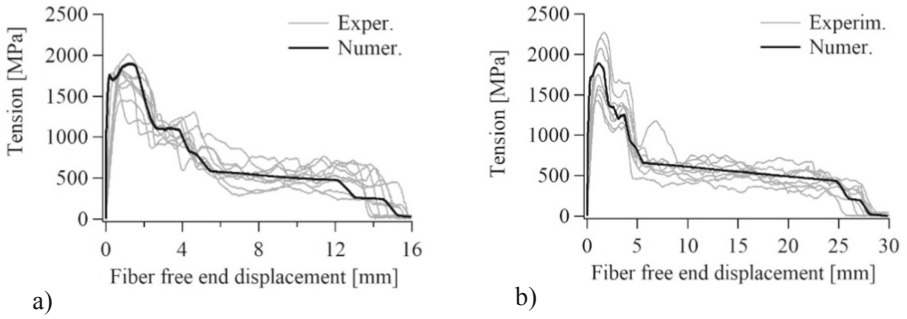 2500
2000
1500
1000
500
0
Tension [MPa]
Exper.
Numer.
0 4 8 12 16
Fiber free end displacement [mm]
a)
2500
2000
1500
1000
500
0
Tension [MPa]
Experim.
Numer.
0 5 10 15 20 25 30
Fiber free end displacement [mm]
b)